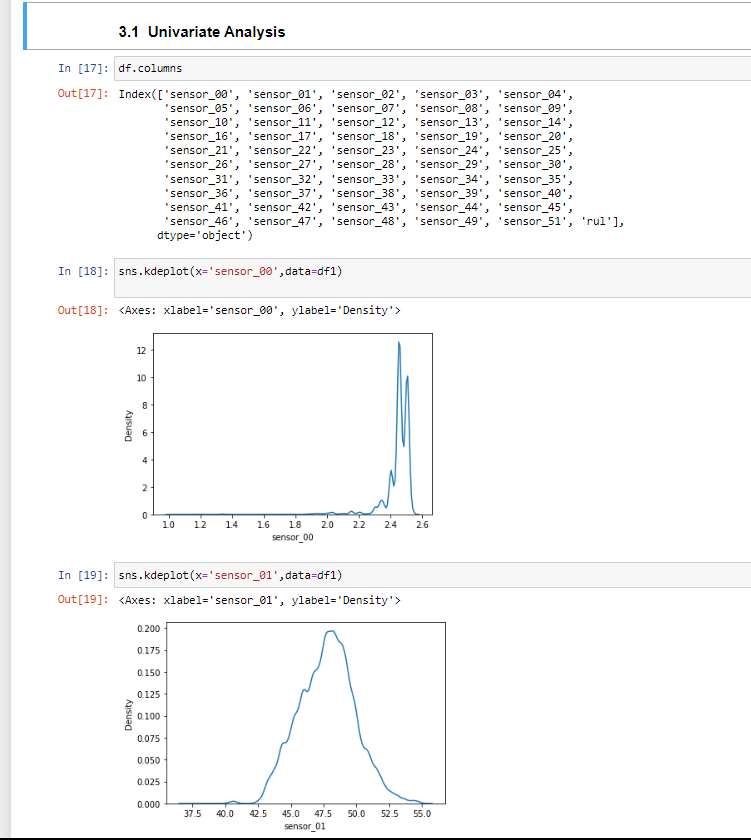 3.1 Univariate Analysis
In [17]: df.columns
Out[17]: Index(['sensor_00', 'sensor_01', 'sensor_02', 'sensor_03', 'sensor_04',
'sensor_05', 'sensor_06', 'sensor_07', 'sensor_08', 'sensor_09',
'sensor_10', 'sensor_11', 'sensor_12', 'sensor_13', 'sensor_14',
'sensor_16', 'sensor_17', 'sensor_18', 'sensor_19', 'sensor_20',
'sensor_21', 'sensor_22', 'sensor_23', 'sensor_24', 'sensor_25',
'sensor_26', 'sensor_27', 'sensor_28', 'sensor_29', 'sensor_30',
'sensor_31', 'sensor_32', 'sensor_33', 'sensor_34', 'sensor_35',
'sensor_36', 'sensor_37', 'sensor_38', 'sensor_39', 'sensor_40',
'sensor_41', 'sensor_42', 'sensor_43', 'sensor_44', 'sensor_45',
'sensor_46', 'sensor_47', 'sensor_48', 'sensor_49', 'sensor_51', 'rul'],
dtype='object')
In [18]: sns.kdeplot(x='sensor_00',data=df1)
Out[18]: <Axes: xlabel='sensor_00', ylabel='Density'>
12
10
8
6
4
2
0
Density
1.0 1.2 1.4 1.6 1.8 2.0 2.2 2.4 2.6
sensor_00
In [19]: sns.kdeplot(x='sensor_01',data=df1)
Out[19]: <Axes: xlabel='sensor_01', ylabel='Density'>
0.200
0.175
0.150
0.125
0.100
0.075
0.050
0.025
0.000
Density
37.5 40.0 42.5 45.0 47.5 50.0 52.5 55.0
sensor_01